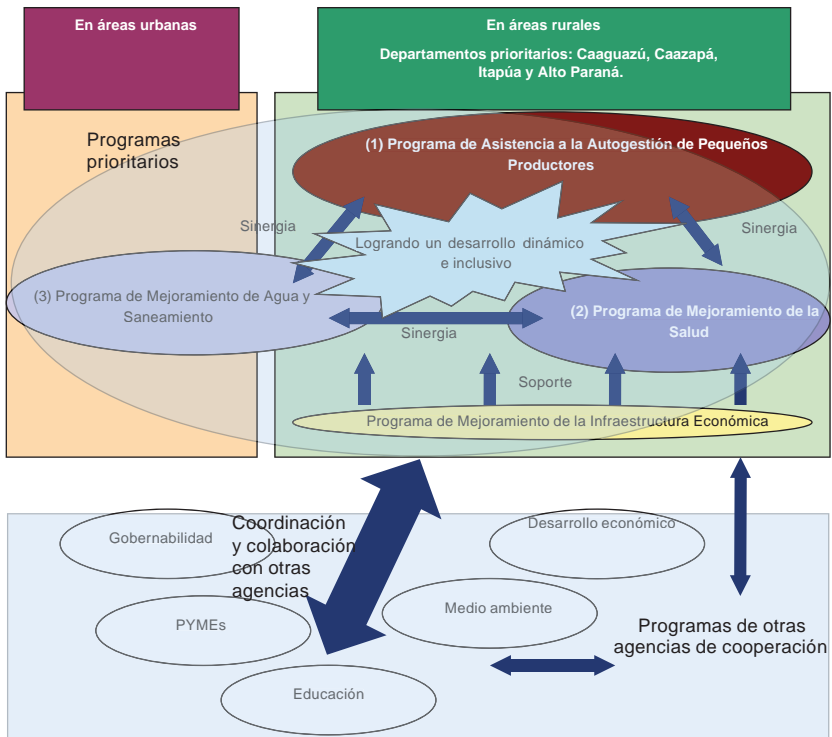 En áreas urbanas
En áreas rurales
Departamentos prioritarios: Caaguazú, Caazapá,
Itapúa y Alto Paraná.
Programas
prioritarios
(1) Programa de Asistencia a la Autogestión de Pequeños
Productores
Sinergia
Sinergia
Logrando un desarrollo dinámico
e inclusivo
(3) Programa de Mejoramiento de Agua y
Saneamiento
(2) Programa de Mejoramiento de la
Salud
Sinergia
Soporte
Programa de Mejoramiento de la Infraestructura Económica
Gobernabilidad
Coordinación
y colaboración
con otras
agencias
Desarrollo económico
PYMEs
Medio ambiente
Programas de otras
agencias de cooperación
Educación